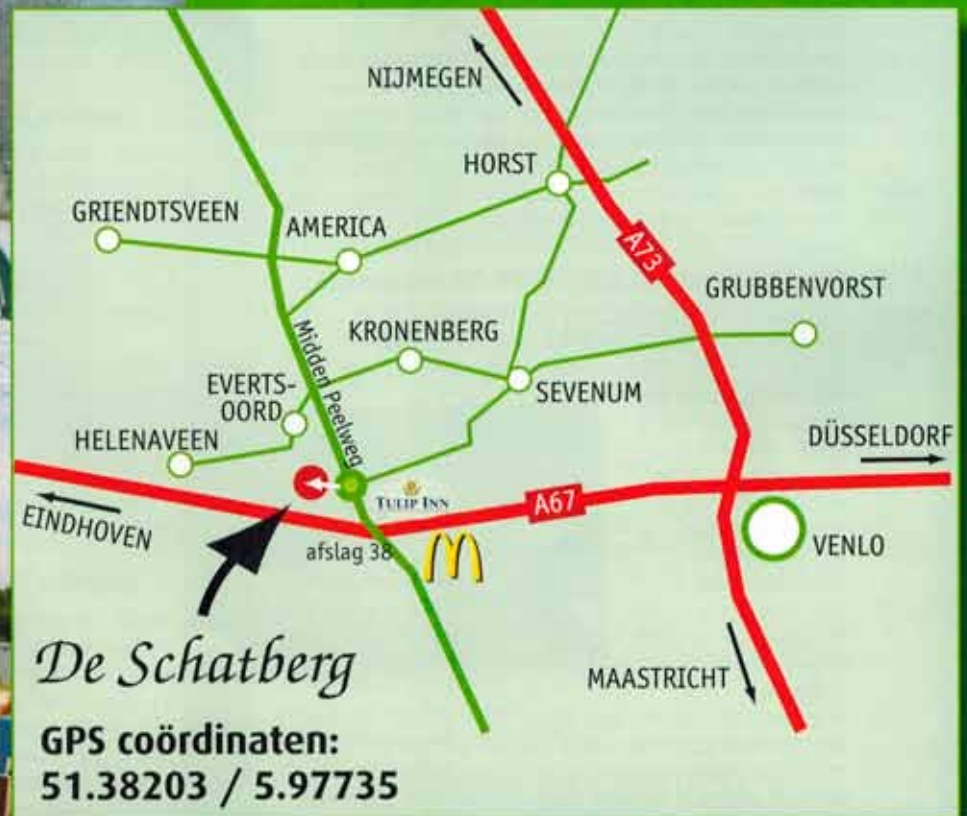 NIJMEGEN
HORST
GRIENDTSVEEN
AMERICA
A73
GRUBBENVORST
Midden Peelweg
KRONENBERG
EVERTS-
OORD
SEVENUM
HELENAVEEN
DÜSSELDORF
TULIP INN
A67
EINDHOVEN
afslag 38
M
VENLO
De Schatberg
MAASTRICHT
GPS coördinaten:
51.38203 / 5.97735